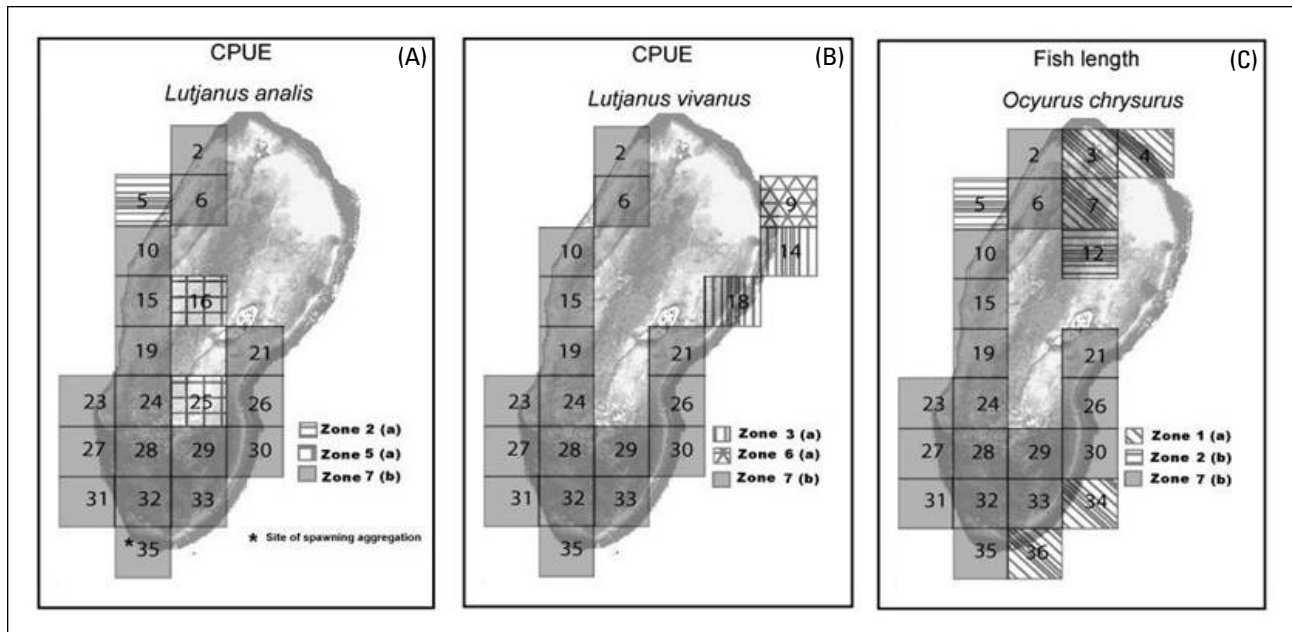 CPUE (A)
Lutjanus analis
2
5 6
10
15 16
19 21
23 24 25 26
27 28 29 30
31 32 33
*35
Zone 2 (a)
Zone 5 (a)
Zone 7 (b)
* Site of spawning aggregation
CPUE (B)
Lutjanus vivanus
2
6 9
10 14
15 18
19 21
23 24 26
27 28 29 30
31 32 33
35
Zone 3 (a)
Zone 6 (a)
Zone 7 (b)
Fish length (C)
Ocyurus chrysurus
2 3 4
5 6 7
10 12
15
19 21
23 24 26
27 28 29 30
31 32 33 34
35 36
Zone 1 (a)
Zone 2 (b)
Zone 7 (b)